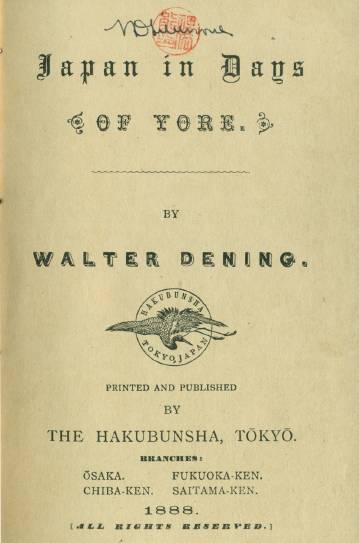 Japan in Days
OF YORE.
BY
WALTER DENING.
HAKUBUNSHA
TOKYO, JAPAN
PRINTED AND PUBLISHED
BY
THE HAKUBUNSHA, TŌKYŌ.
BRANCHES:
ŌSAKA. FUKUOKA-KEN.
CHIBA-KEN. SAITAMA-KEN.
1888.
[ALL RIGHTS RESERVED.]